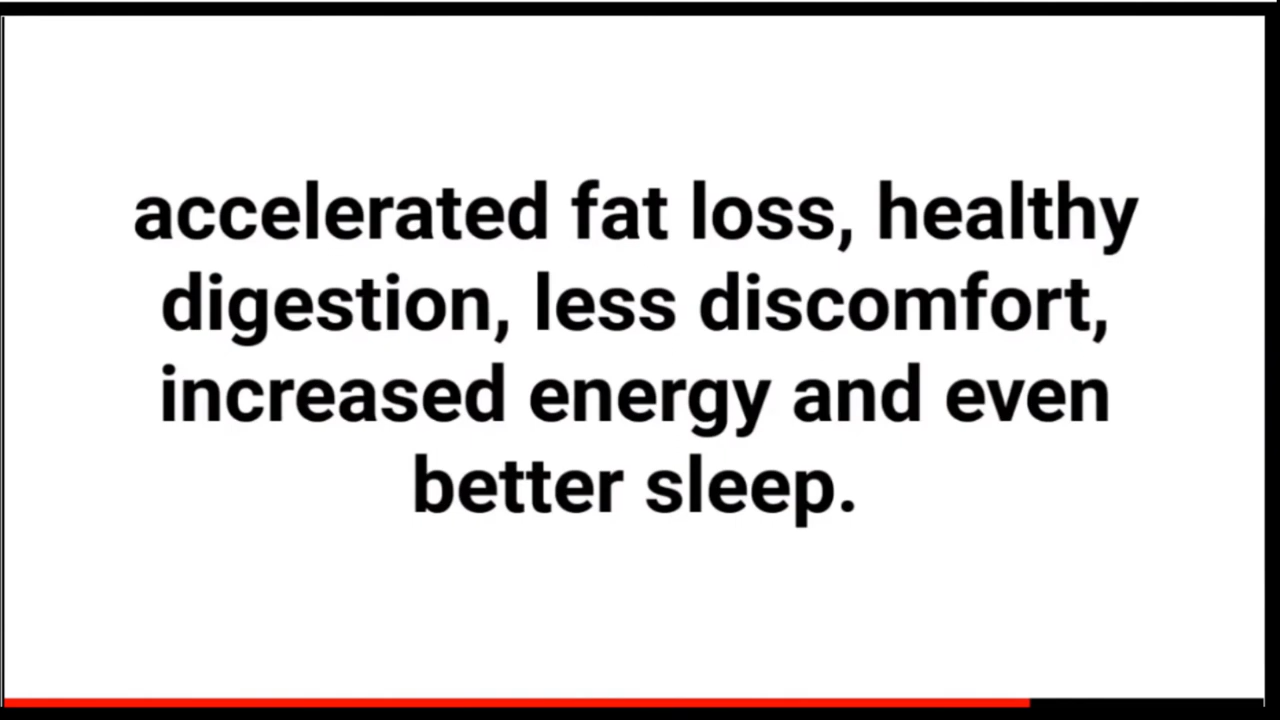 accelerated fat loss, healthy
digestion, less discomfort,
increased energy and even
better sleep.